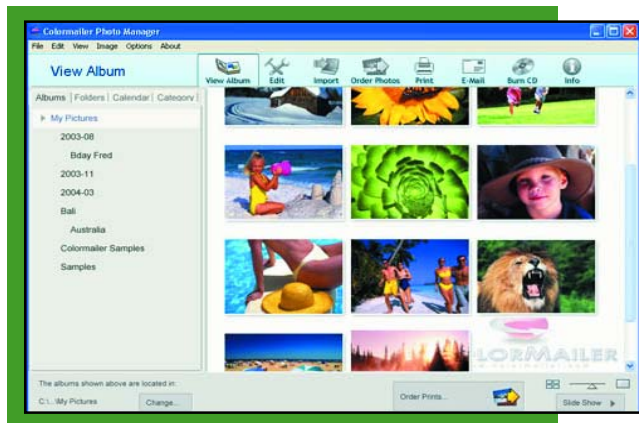 Colormailer Photo Manager
File Edit View Image Options About
View Album
View Album Edit Import Order Photos Print E-Mail Burn CD Info
Albums Folders Calendar Category
My Pictures
2003-08
Bday Fred
2003-11
2004-03
Bali
Australia
Colormailer Samples
Samples
COLORMAILER
The albums shown above are located in:
C:\...\My Pictures
Change...
Order Prints...
Slide Show